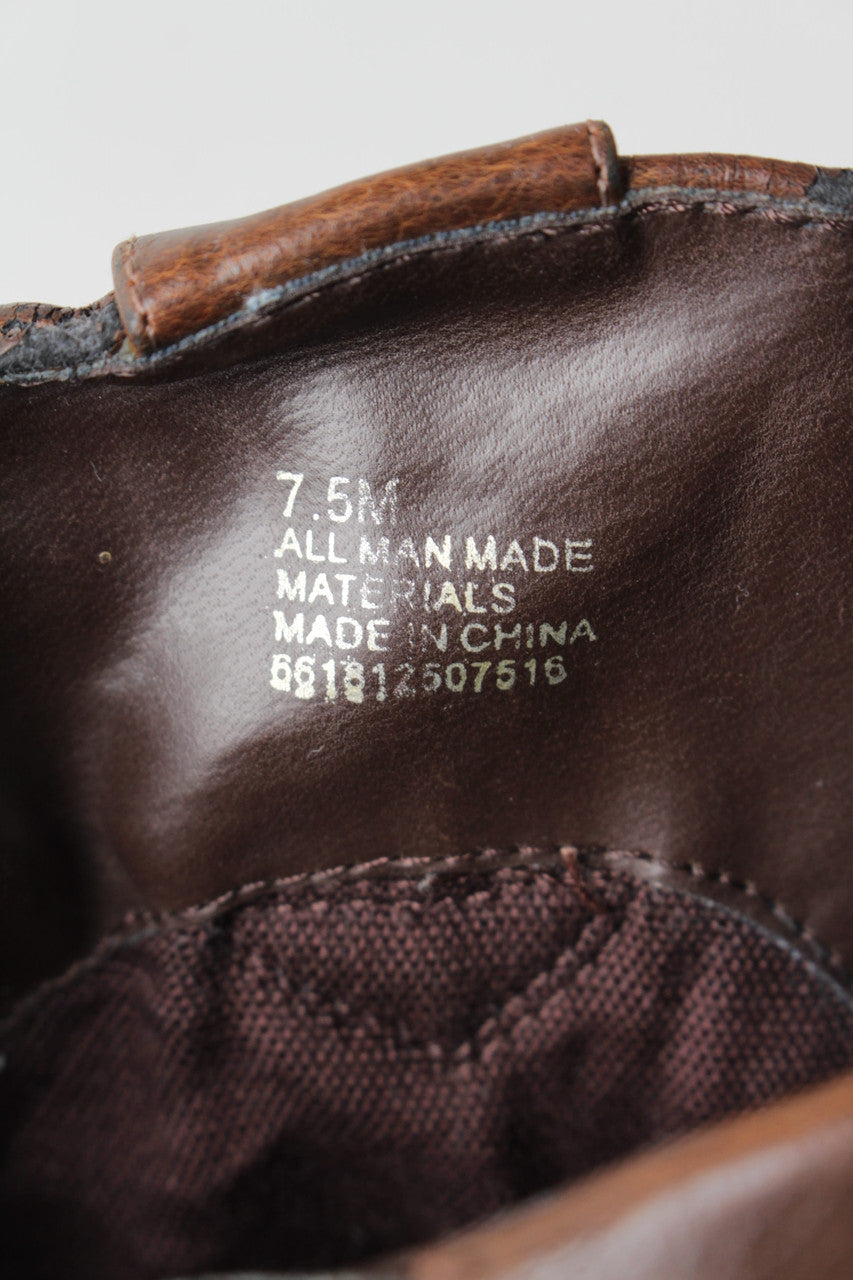 7.5M
ALL MAN MADE
MATERIALS
MADE IN CHINA
661812507516